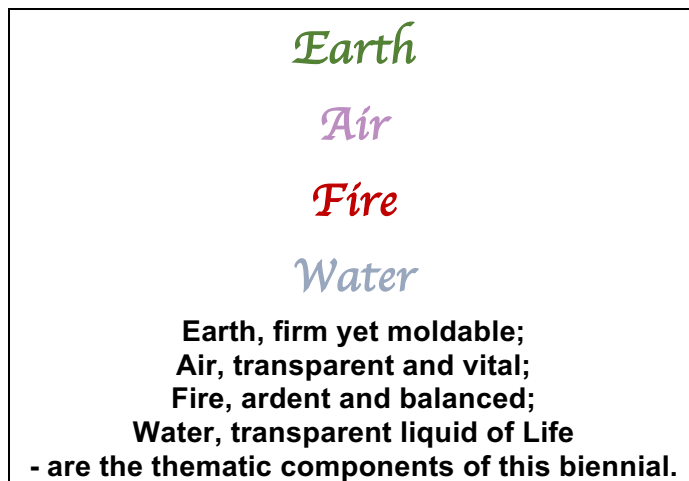 Earth
Air
Fire
Water
Earth, firm yet moldable;
Air, transparent and vital;
Fire, ardent and balanced;
Water, transparent liquid of Life
- are the thematic components of this biennial.